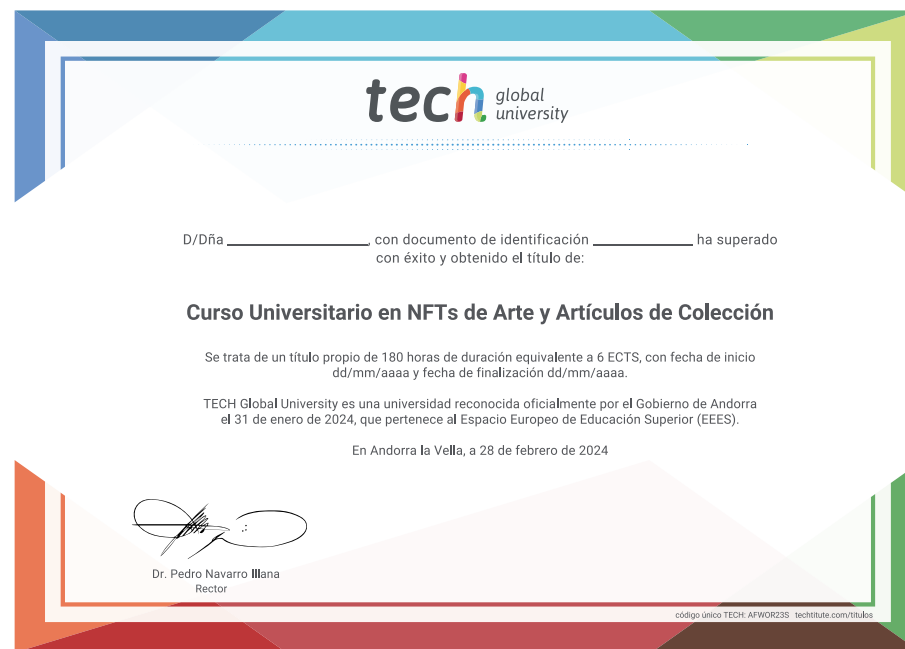 tech global university
D/Dña ______________, con documento de identificación __________ ha superado
con éxito y obtenido el título de:
Curso Universitario en NFTs de Arte y Artículos de Colección
Se trata de un título propio de 180 horas de duración equivalente a 6 ECTS, con fecha de inicio
dd/mm/aaaa y fecha de finalización dd/mm/aaaa.
TECH Global University es una universidad reconocida oficialmente por el Gobierno de Andorra
el 31 de enero de 2024, que pertenece al Espacio Europeo de Educación Superior (EEES).
En Andorra la Vella, a 28 de febrero de 2024
Dr. Pedro Navarro Illana
Rector
código único TECH: AFWOR23S techtitute.com/titulos